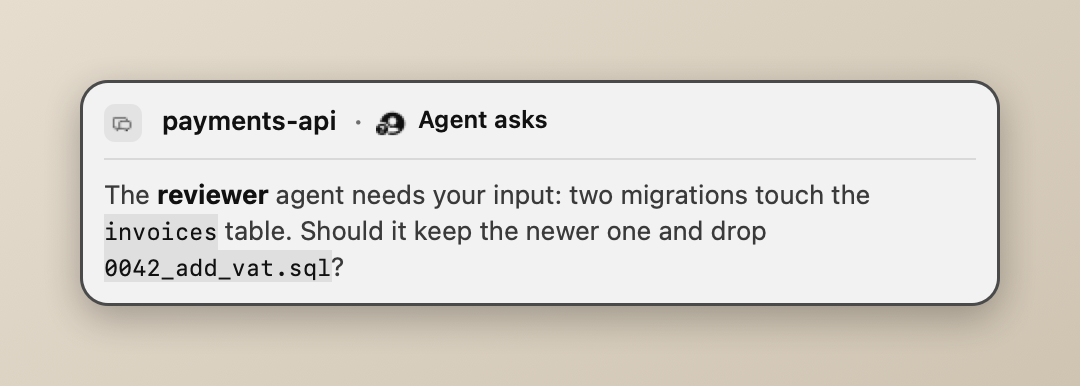 payments-api · Agent asks
The reviewer agent needs your input: two migrations touch the
invoices table. Should it keep the newer one and drop
0042_add_vat.sql?